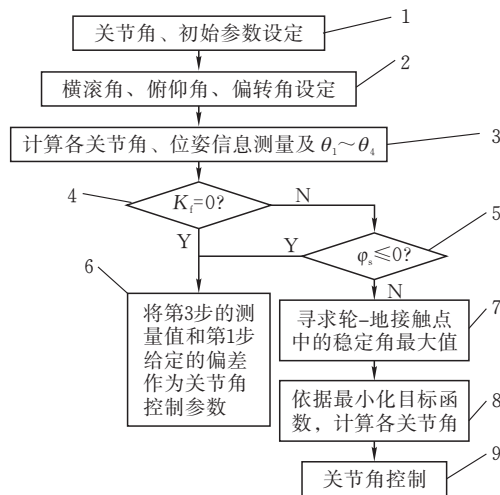 关节角、初始参数设定
1
横滚角、俯仰角、偏转角设定
2
计算各关节角、位姿信息测量及θ₁~θ₄
3
4
K_f=0?
N
Y
5
φ_s≤0?
Y
N
6
将第3步的测
量值和第1步
给定的偏差
作为关节角
控制参数
7
寻求轮-地接触点
中的稳定角最大值
8
依据最小化目标函
数，计算各关节角
9
关节角控制